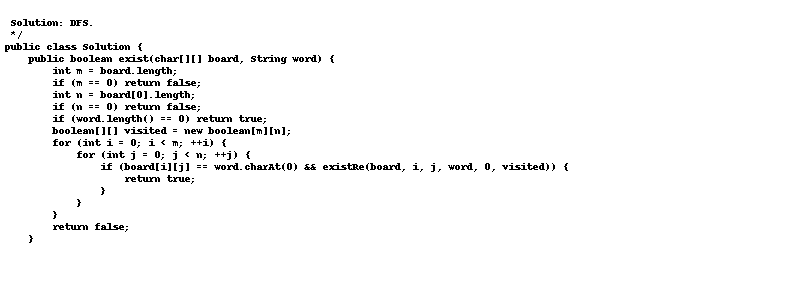 Solution: DFS.
 */
public class Solution {
    public boolean exist(char[][] board, String word) {
        int m = board.length;
        if (m == 0) return false;
        int n = board[0].length;
        if (n == 0) return false;
        if (word.length() == 0) return true;
        boolean[][] visited = new boolean[m][n];
        for (int i = 0; i < m; ++i) {
            for (int j = 0; j < n; ++j) {
                if (board[i][j] == word.charAt(0) && existRe(board, i, j, word, 0, visited)) {
                    return true;
                }
            }
        }
        return false;
    }